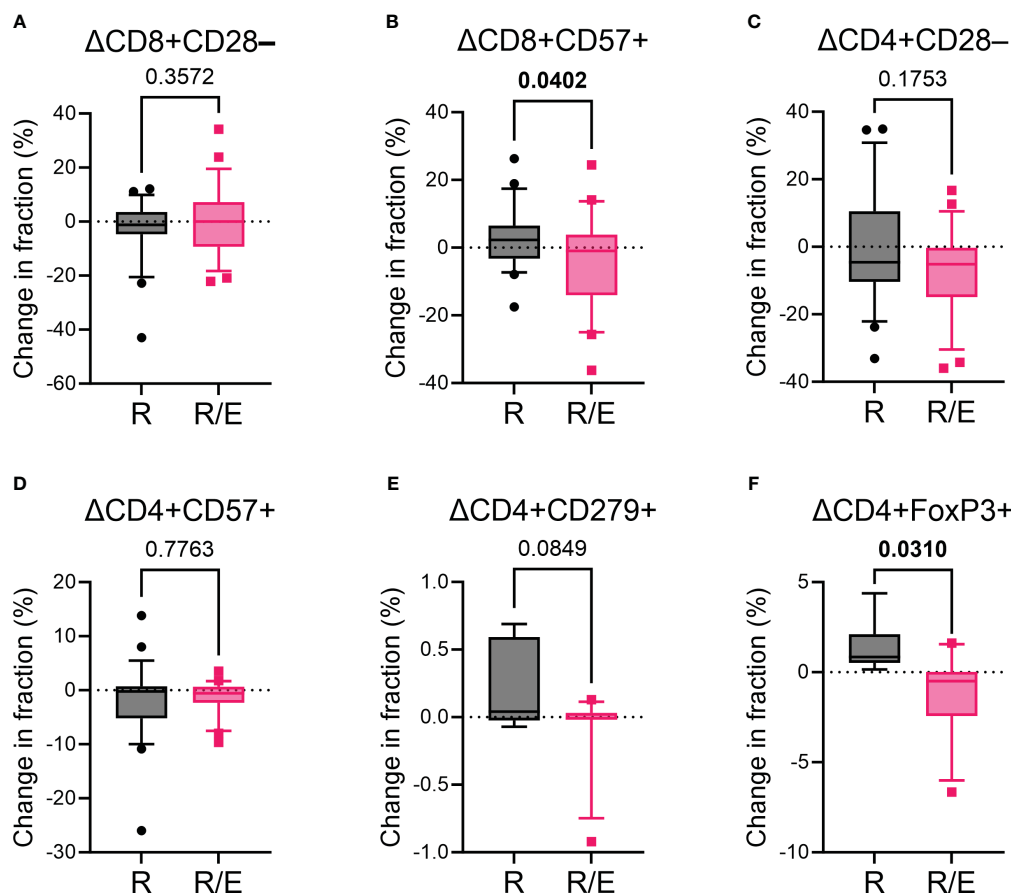 A
ΔCD8+CD28–
0.3572
Change in fraction (%)
40
20
0
-20
-40
-60
R R/E
B
ΔCD8+CD57+
0.0402
Change in fraction (%)
40
20
0
-20
-40
R R/E
C
ΔCD4+CD28–
0.1753
Change in fraction (%)
40
20
0
-20
-40
R R/E
D
ΔCD4+CD57+
0.7763
Change in fraction (%)
20
10
0
-10
-20
-30
R R/E
E
ΔCD4+CD279+
0.0849
Change in fraction (%)
1.0
0.5
0.0
-0.5
-1.0
R R/E
F
ΔCD4+FoxP3+
0.0310
Change in fraction (%)
5
0
-5
-10
R R/E